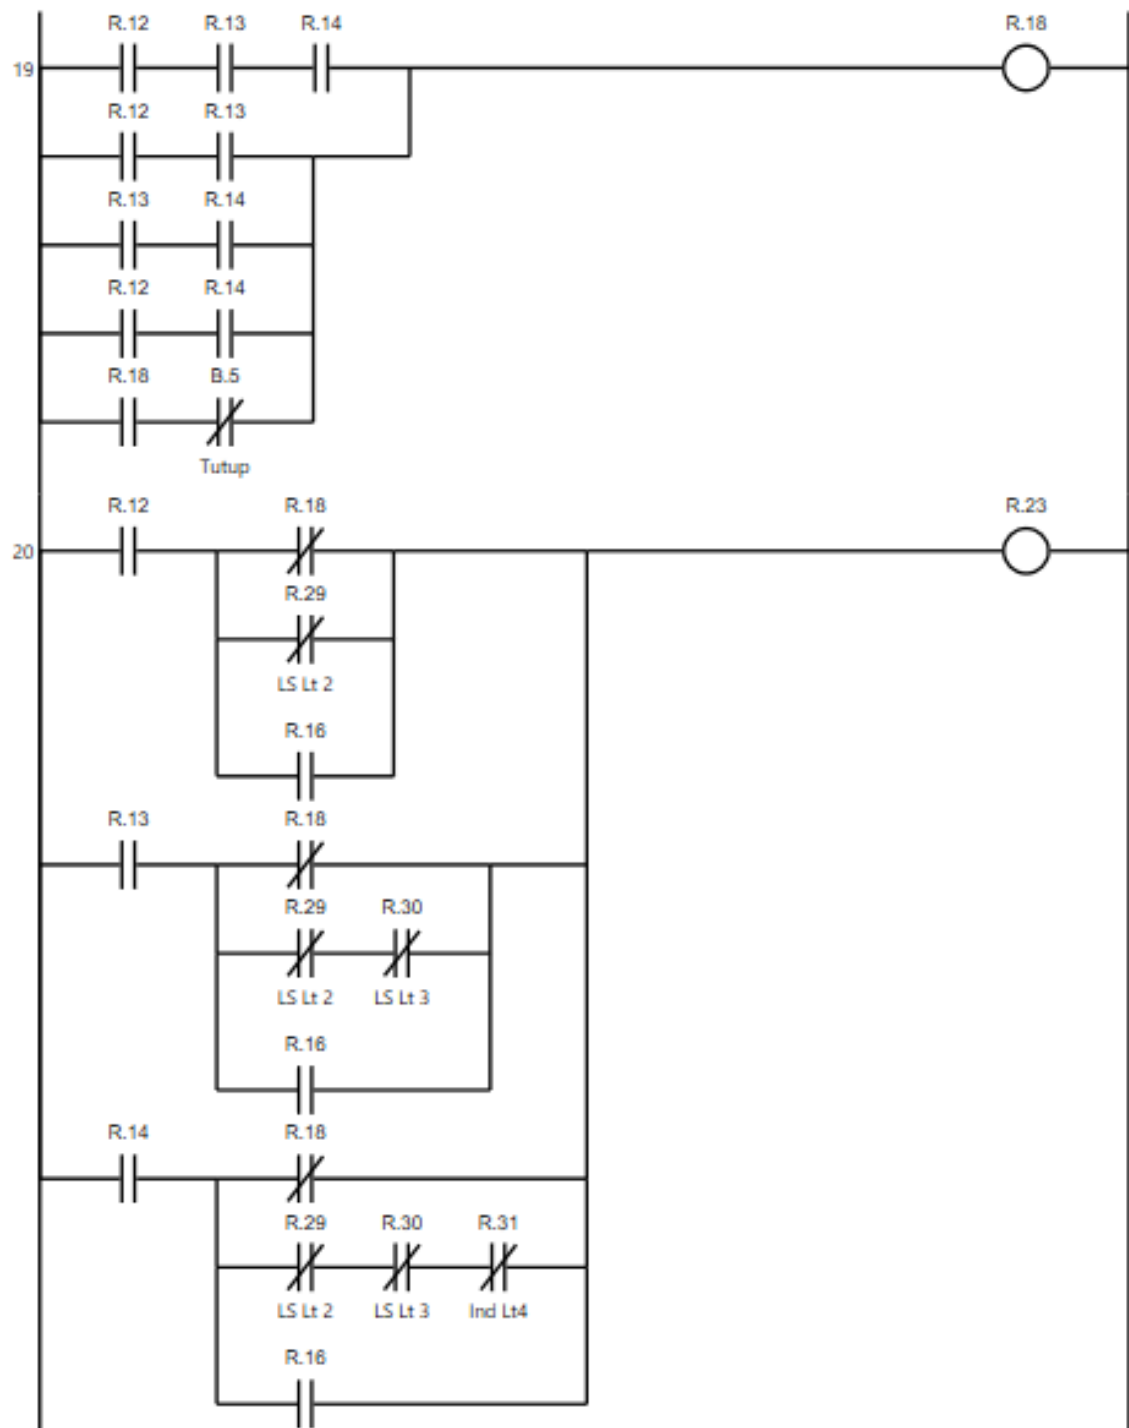 R.12 R.13 R.14 R.18
19
R.12 R.13
R.13 R.14
R.12 R.14
R.18 B.5
Tutup
R.12 R.18 R.23
20
R.29
LS Lt 2
R.16
R.13 R.18
R.29 R.30
LS Lt 2 LS Lt 3
R.16
R.14 R.18
R.29 R.30 R.31
LS Lt 2 LS Lt 3 Ind Lt4
R.16